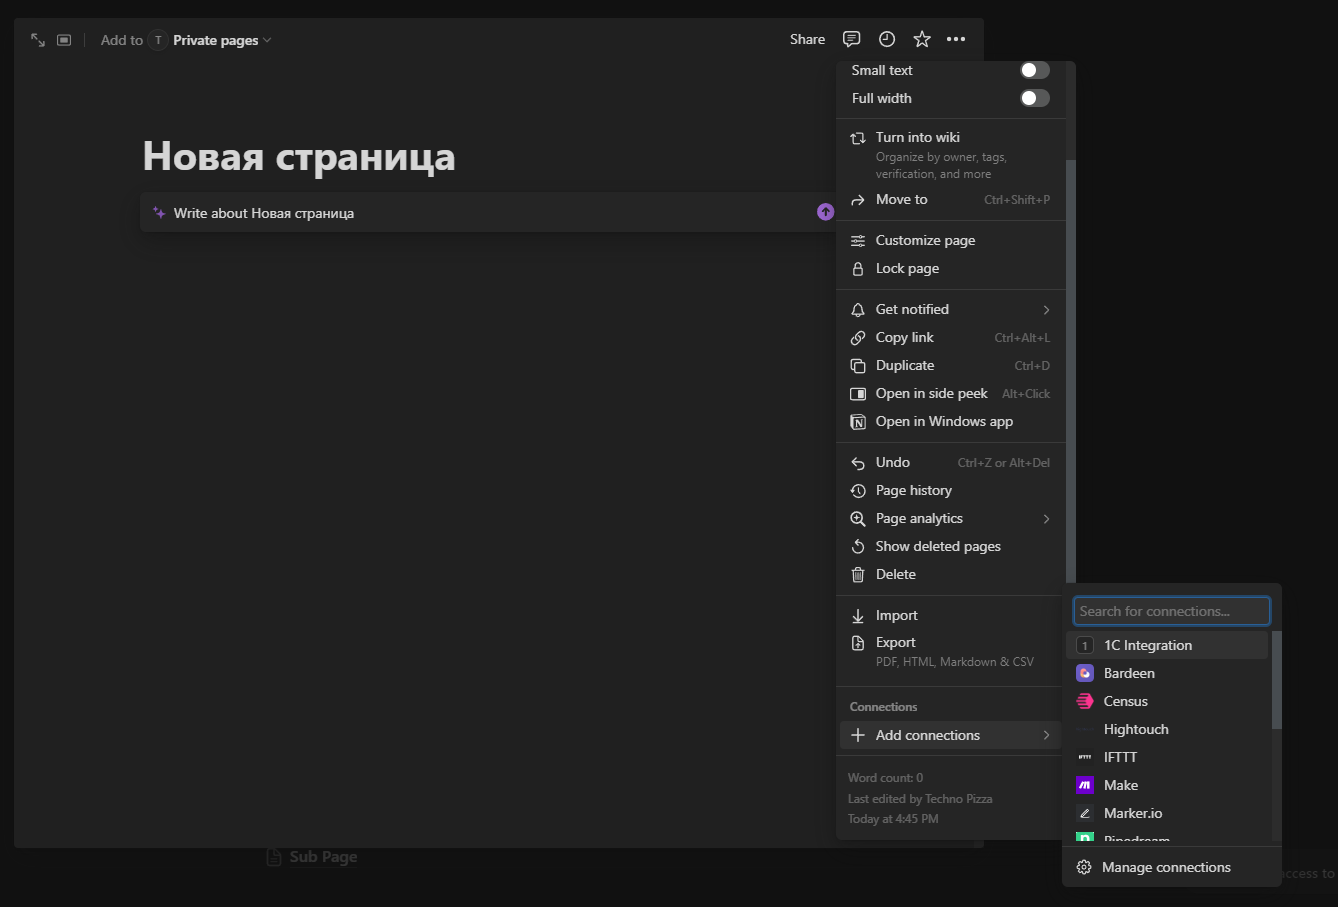 Add to T Private pages
Share
Small text
Full width
Новая страница
Turn into wiki
Organize by owner, tags,
verification, and more
Move to Ctrl+Shift+P
Write about Новая страница
Customize page
Lock page
Get notified
Copy link Ctrl+Alt+L
Duplicate Ctrl+D
Open in side peek Alt+Click
Open in Windows app
Undo Ctrl+Z or Alt+Del
Page history
Page analytics
Show deleted pages
Delete
Import
Export
PDF, HTML, Markdown & CSV
Connections
Add connections
Word count: 0
Last edited by Techno Pizza
Today at 4:45 PM
Search for connections...
1 1C Integration
Bardeen
Census
Hightouch
IFTTT IFTTT
Make
Marker.io
Pipedream
Manage connections
Sub Page
access to